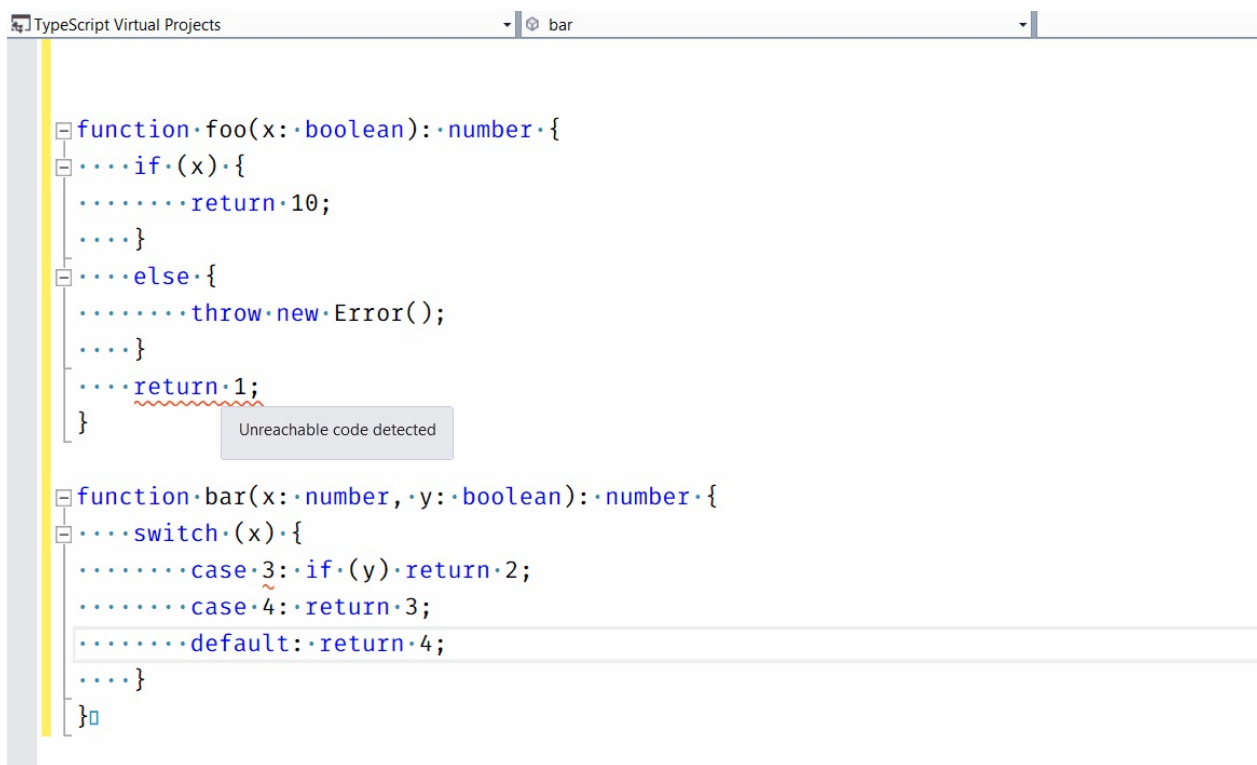 TypeScript Virtual Projects bar
function foo(x: boolean): number {
    if (x) {
        return 10;
    }
    else {
        throw new Error();
    }
    return 1;
}
Unreachable code detected
function bar(x: number, y: boolean): number {
    switch (x) {
        case 3: if (y) return 2;
        case 4: return 3;
        default: return 4;
    }
}